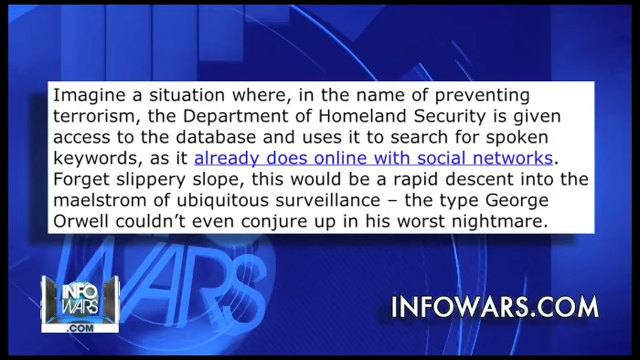 Imagine a situation where, in the name of preventing
terrorism, the Department of Homeland Security is given
access to the database and uses it to search for spoken
keywords, as it already does online with social networks.
Forget slippery slope, this would be a rapid descent into the
maelstrom of ubiquitous surveillance – the type George
Orwell couldn't even conjure up in his worst nightmare.
WARS
INFO
WARS
.COM
INFOWARS.COM